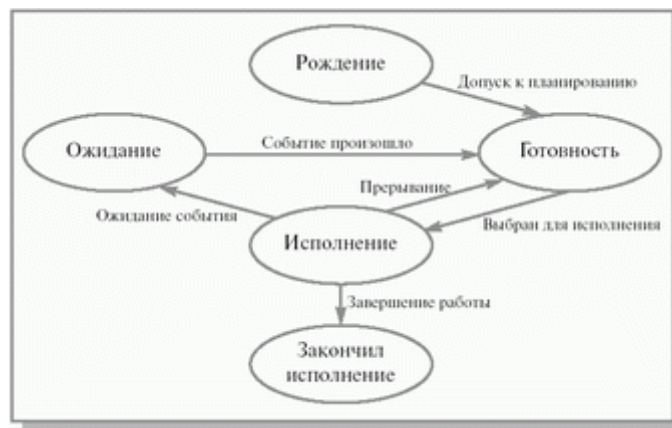 Рождение
Допуск к планированию
Ожидание
Событие произошло
Готовность
Прерывание
Ожидание события
Исполнение
Выбран для исполнения
Завершение работы
Закончил
исполнение